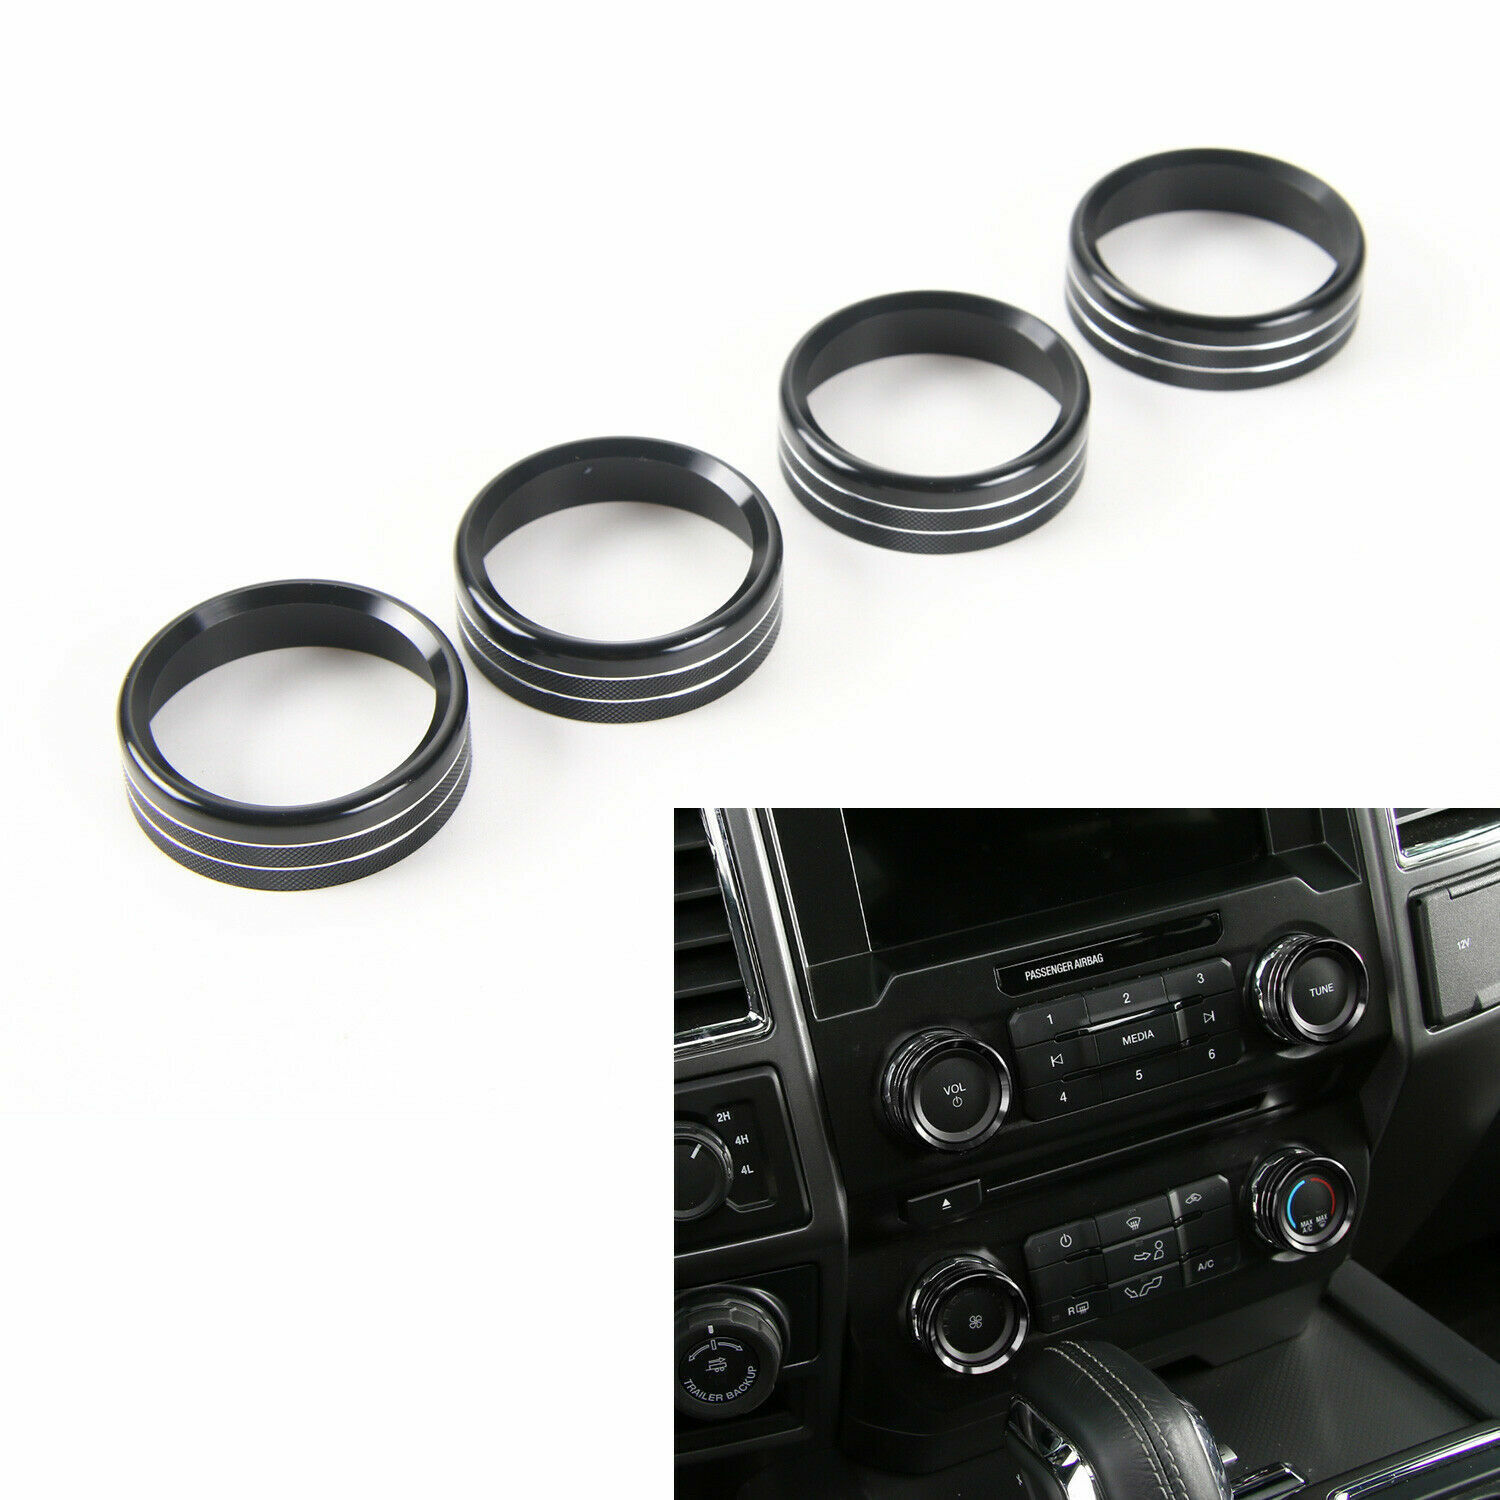 PASSENGER AIRBAG
12V
TUNE
1
2
3
MEDIA
4
5
6
VOL
2H
4H
4L
MAX
A/C
MAX
A/C
R
TRAILER BACKUP